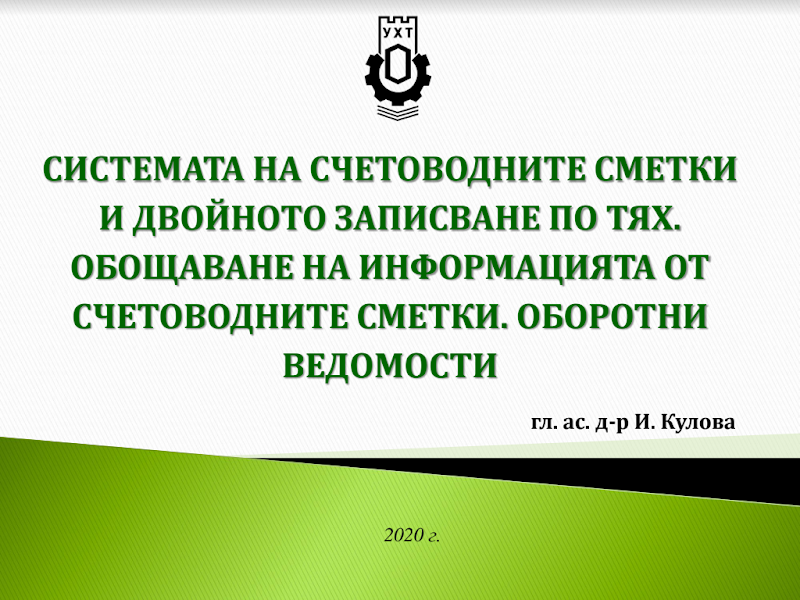 УХТ
СИСТЕМАТА НА СЧЕТОВОДНИТЕ СМЕТКИ
И ДВОЙНОТО ЗАПИСВАНЕ ПО ТЯХ.
ОБОЩАВАНЕ НА ИНФОРМАЦИЯТА ОТ
СЧЕТОВОДНИТЕ СМЕТКИ. ОБОРОТНИ
ВЕДОМОСТИ
гл. ас. д-р И. Кулова
2020 г.